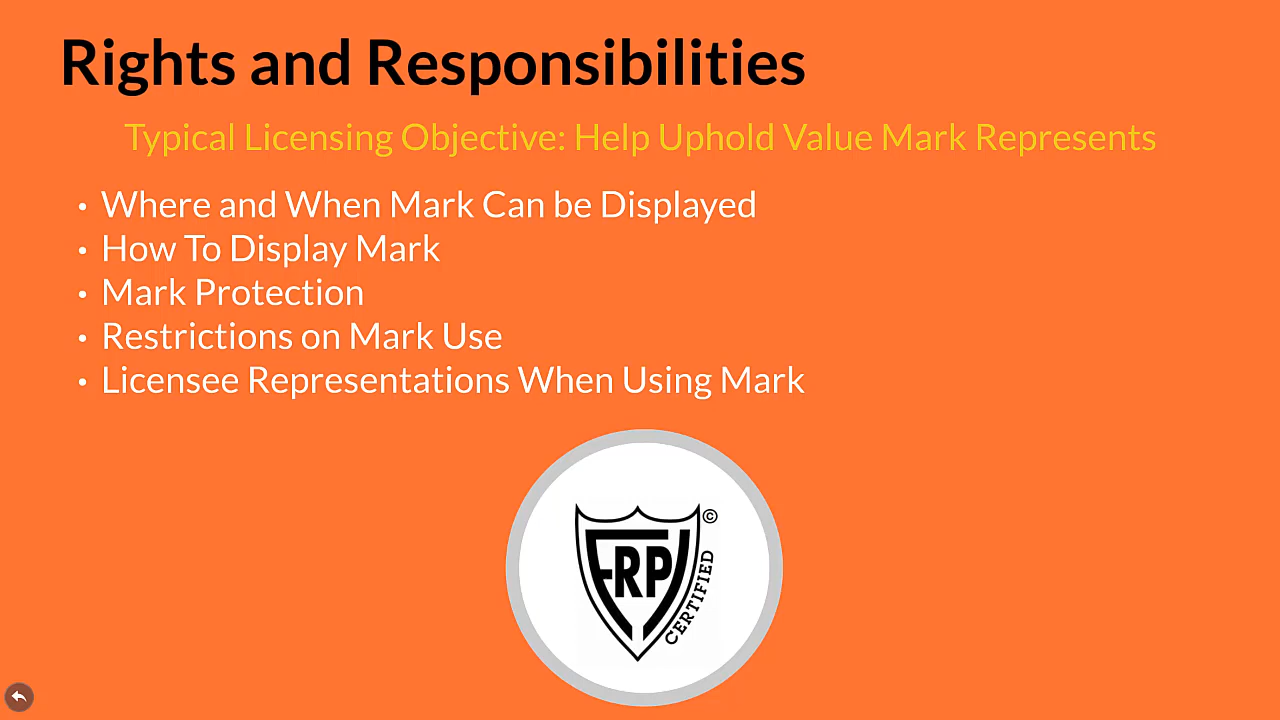 Rights and Responsibilities
Typical Licensing Objective: Help Uphold Value Mark Represents
• Where and When Mark Can be Displayed
• How To Display Mark
• Mark Protection
• Restrictions on Mark Use
• Licensee Representations When Using Mark
©
FRP
CERTIFIED